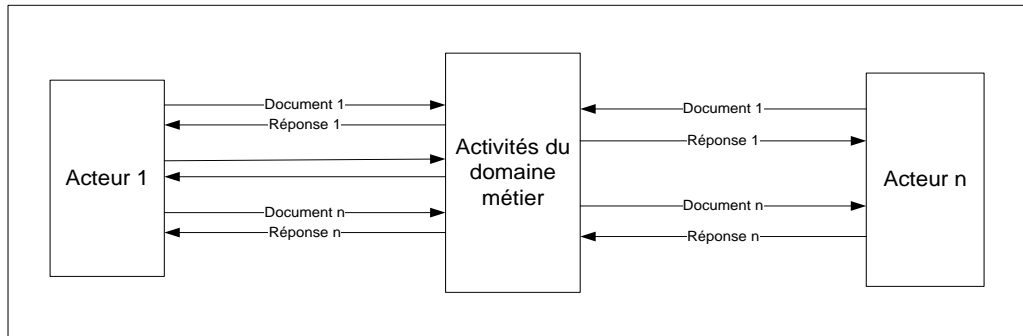 Acteur 1
Document 1
Réponse 1
Document n
Réponse n
Activités du
domaine
métier
Document 1
Réponse 1
Document n
Réponse n
Acteur n